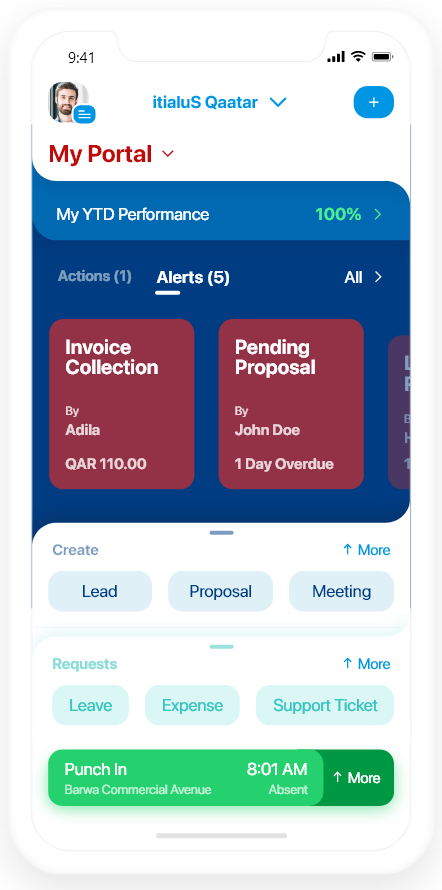 9:41
itialuS Qaatar
+
My Portal
My YTD Performance 100%
Actions (1) Alerts (5) All
Invoice
Collection
By
Adila
QAR 110.00
Pending
Proposal
By
John Doe
1 Day Overdue
Create ↑ More
Lead Proposal Meeting
Requests ↑ More
Leave Expense Support Ticket
Punch In 8:01 AM
Barwa Commercial Avenue Absent
↑ More